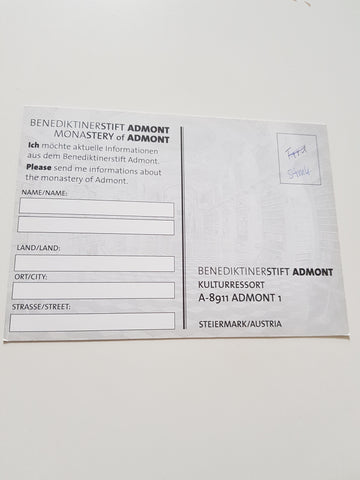 BENEDIKTINERSTIFT ADMONT
MONASTERY of ADMONT
Ich möchte aktuelle Informationen
aus dem Benediktinerstift Admont.
Please send me informations about
the monastery of Admont.
NAME/NAME:
LAND/LAND:
ORT/CITY:
STRASSE/STREET:
BENEDIKTINERSTIFT ADMONT
KULTURRESSORT
A-8911 ADMONT 1
STEIERMARK/AUSTRIA